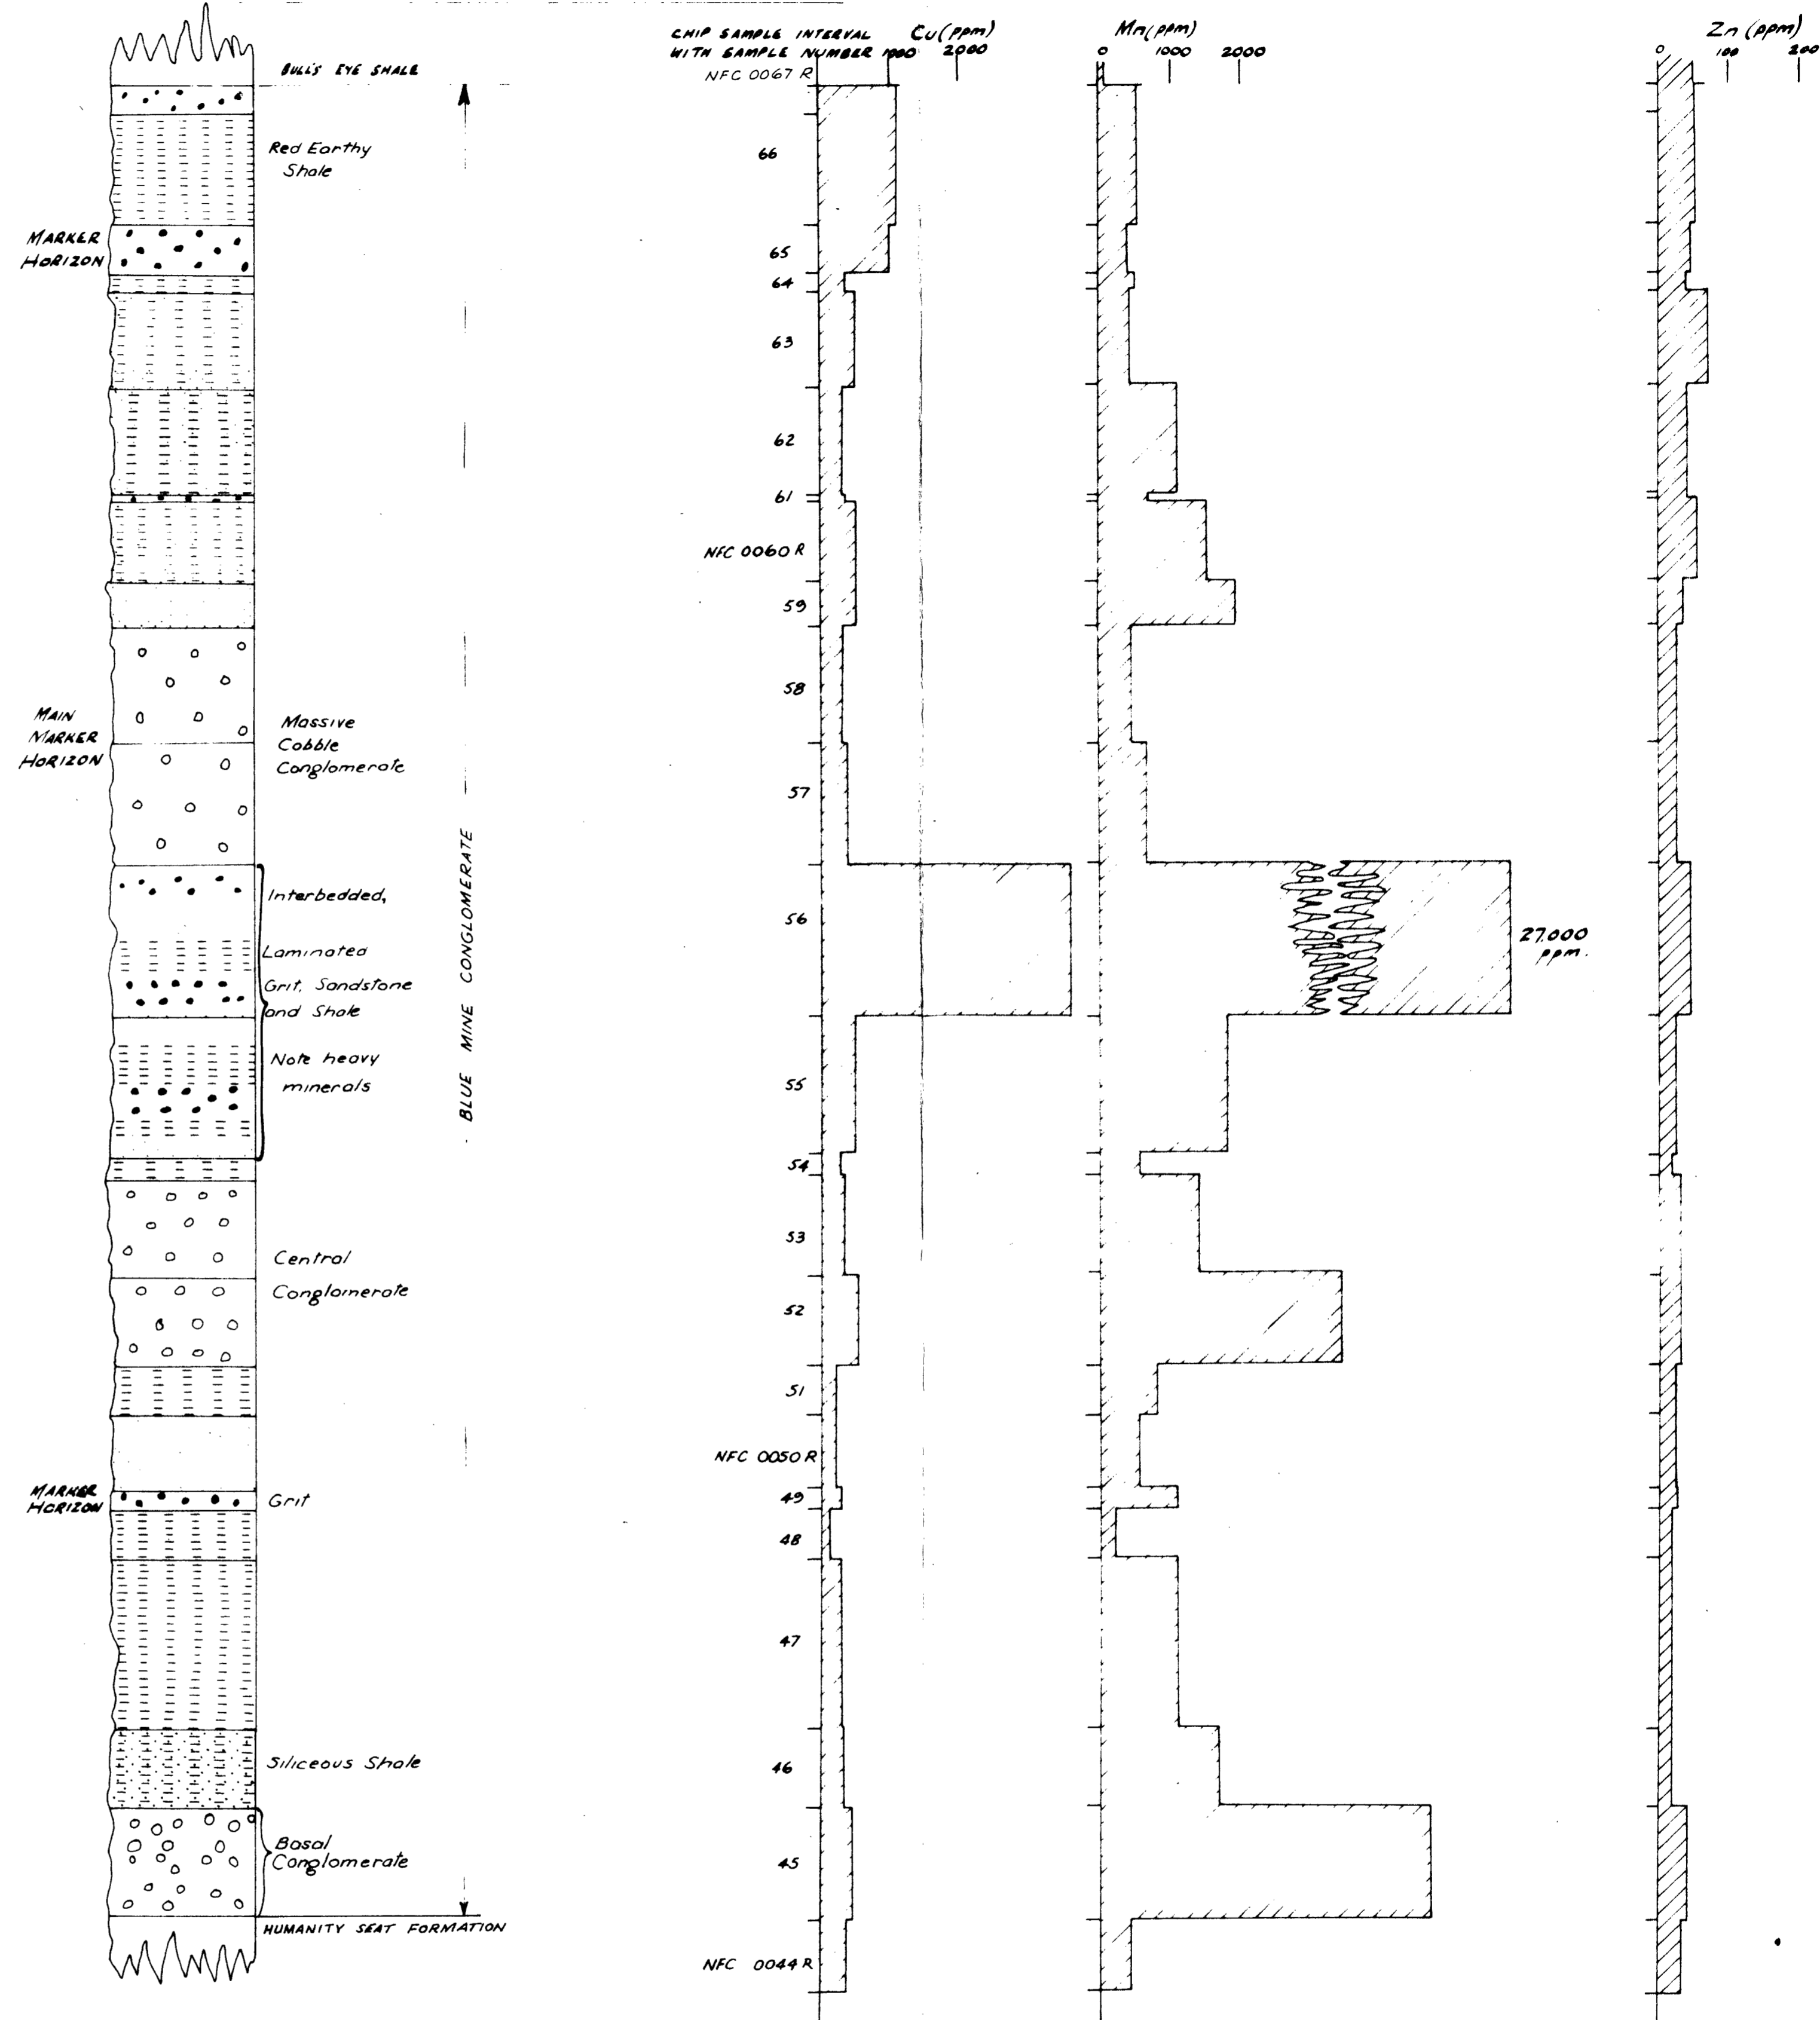 CHIP SAMPLE INTERVAL Cu (ppm) Mn (ppm) Zn (ppm)
WITH SAMPLE NUMBER 1000 2000 0 1000 2000 0 100 200
BULL'S EYE SHALE
NFC 0067 R
Red Earthy
Shale
66
MARKER
HORIZON
65
64
63
62
61
NFC 0060 R
59
58
MAIN
MARKER
HORIZON
Massive
Cobble
Conglomerate
57
BLUE MINE CONGLOMERATE
Interbedded,
Laminated
Grit, Sandstone
and Shale
56
27.000
ppm.
Note heavy
minerals
55
54
53
Central
Conglomerate
52
51
NFC 0050 R
MARKER
HORIZON
Grit
49
48
47
Siliceous Shale
46
Basal
Conglomerate
45
HUMANITY SEAT FORMATION
NFC 0044 R